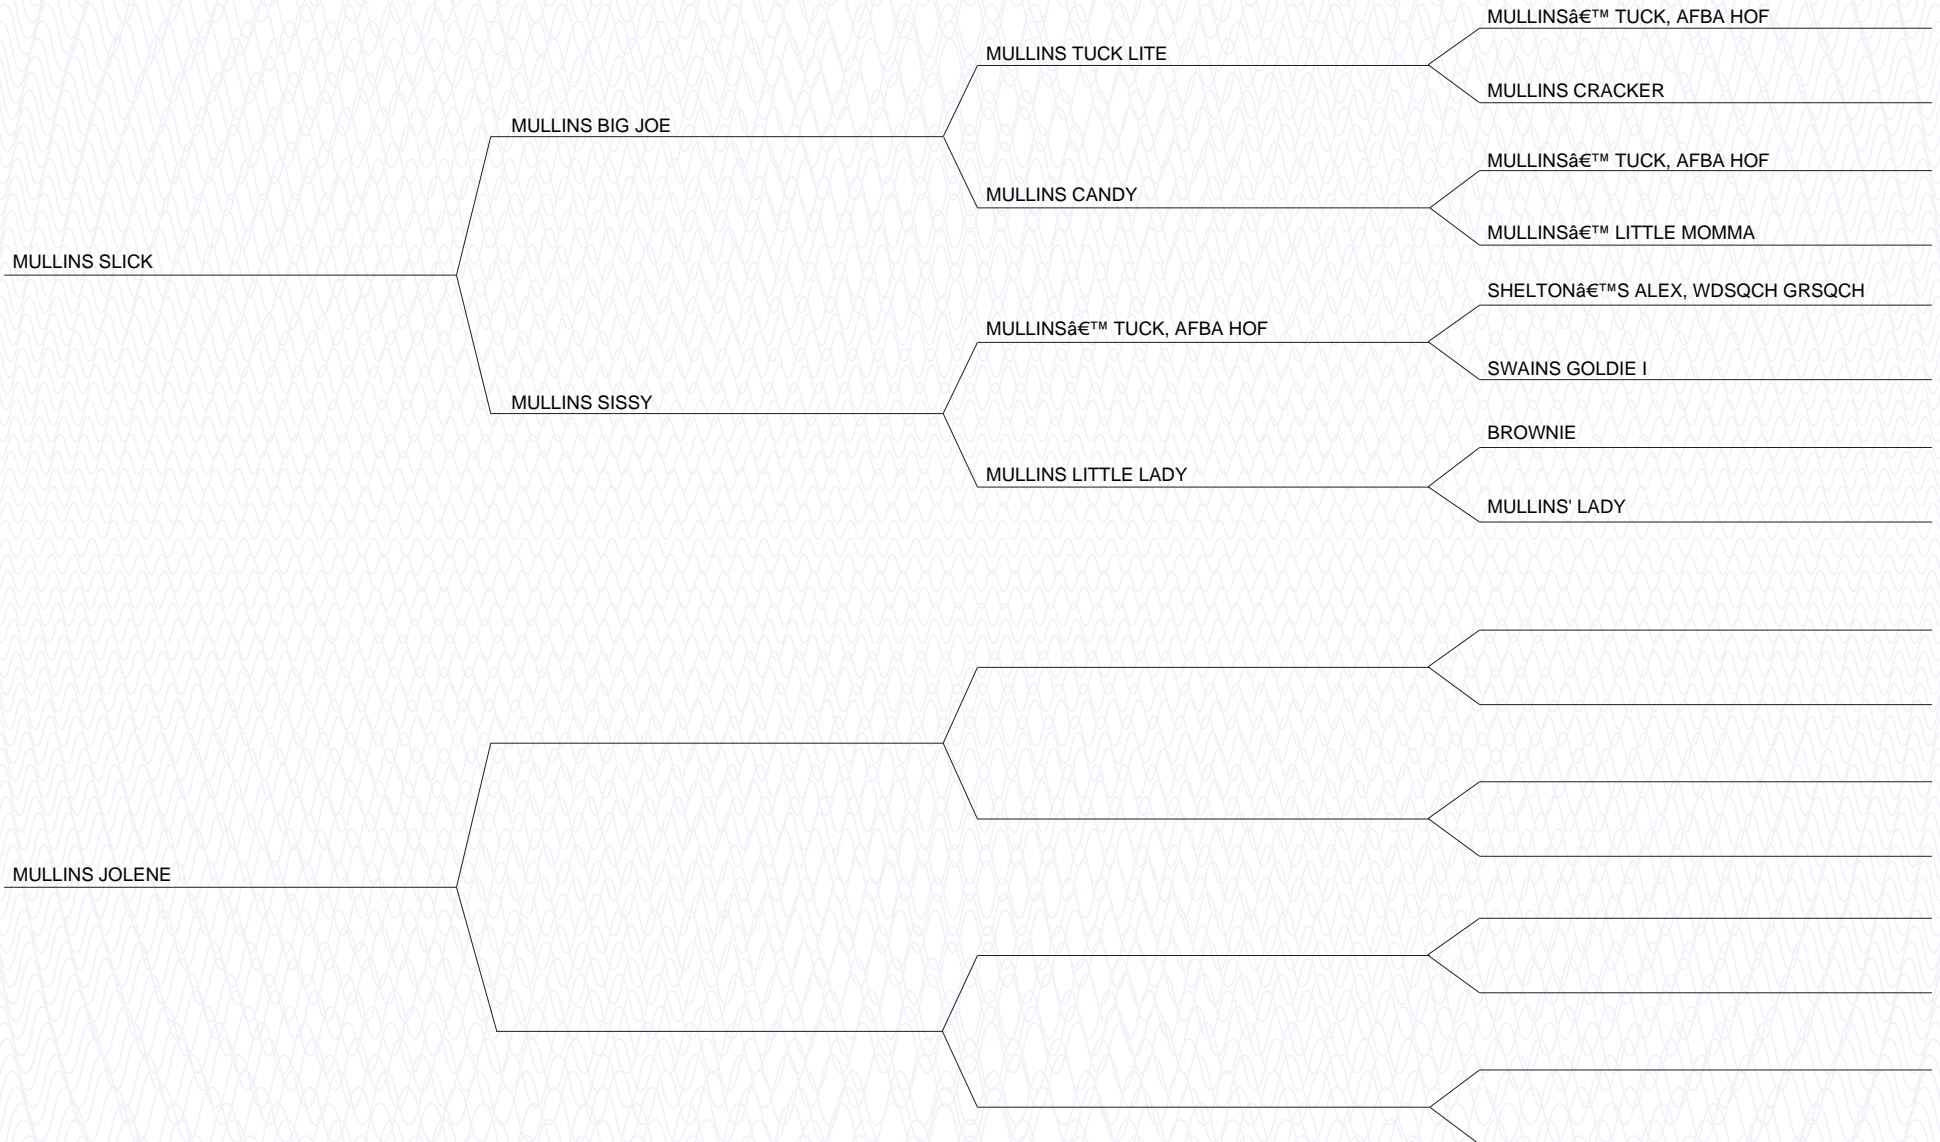 MULLINSâ€™ TUCK, AFBA HOF
MULLINS TUCK LITE
MULLINS CRACKER
MULLINS BIG JOE
MULLINSâ€™ TUCK, AFBA HOF
MULLINS CANDY
MULLINSâ€™ LITTLE MOMMA
MULLINS SLICK
SHELTONâ€™S ALEX, WDSQCH GRSQCH
MULLINSâ€™ TUCK, AFBA HOF
SWAINS GOLDIE I
MULLINS SISSY
BROWNIE
MULLINS LITTLE LADY
MULLINS' LADY
MULLINS JOLENE